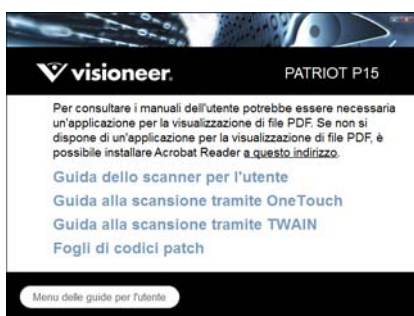 visioneer.
PATRIOT P15
Per consultare i manuali dell'utente potrebbe essere necessaria
un'applicazione per la visualizzazione di file PDF. Se non si
dispone di un'applicazione per la visualizzazione di file PDF, è
possibile installare Acrobat Reader a questo indirizzo.
Guida dello scanner per l'utente
Guida alla scansione tramite OneTouch
Guida alla scansione tramite TWAIN
Fogli di codici patch
Menu delle guide per l'utente